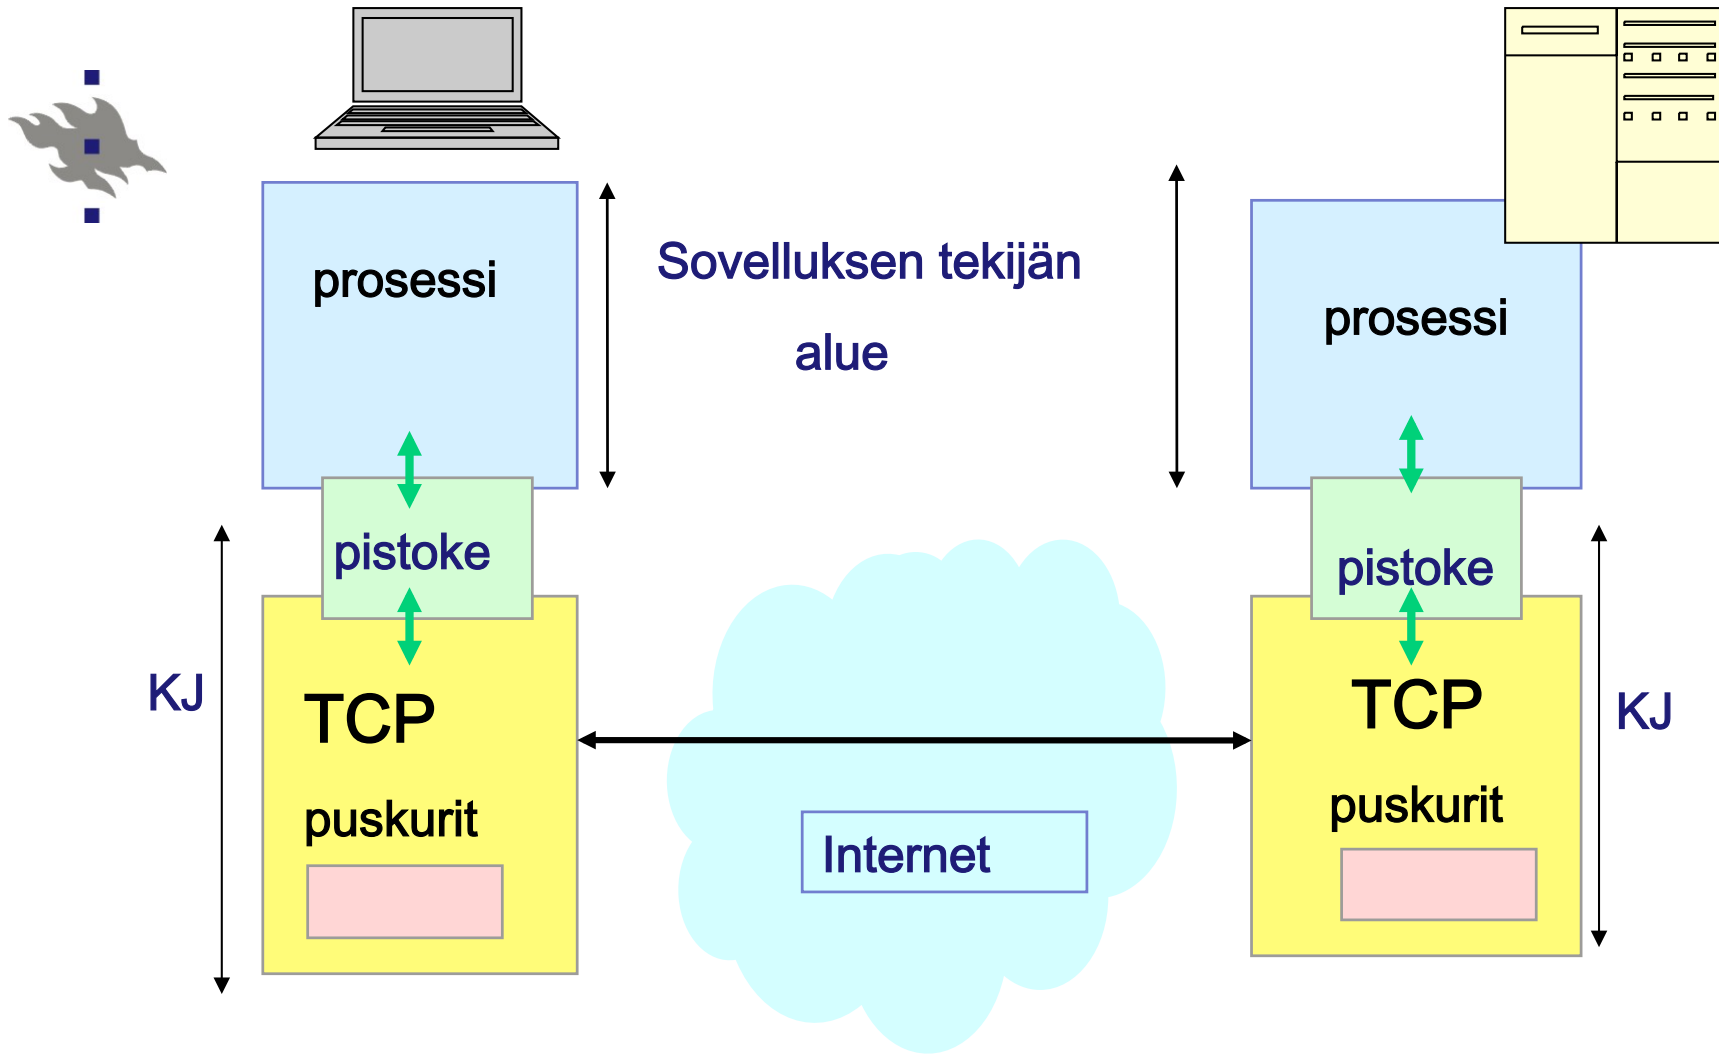 Sovelluksen tekijän
alue
prosessi
prosessi
pistoke
pistoke
KJ
TCP
puskurit
TCP
puskurit
KJ
Internet